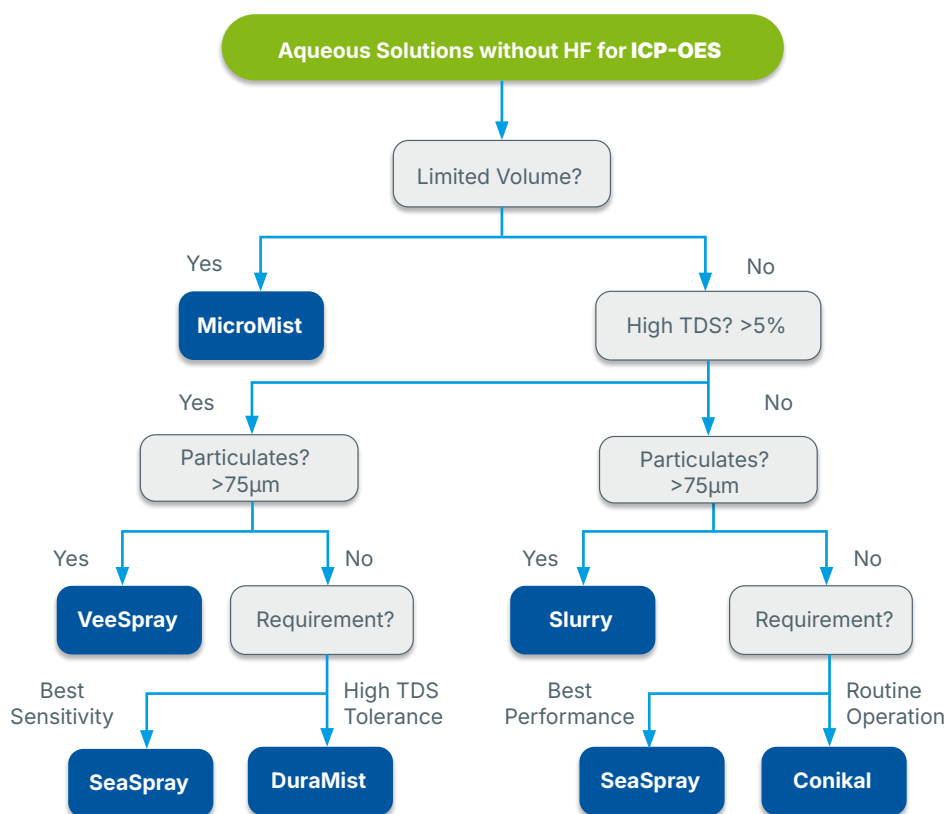 Aqueous Solutions without HF for ICP-OES
Limited Volume?
Yes
No
MicroMist
High TDS? >5%
Yes
No
Particulates?
>75µm
Particulates?
>75µm
Yes
No
Yes
No
VeeSpray
Requirement?
Slurry
Requirement?
Best
Sensitivity
High TDS
Tolerance
Best
Performance
Routine
Operation
SeaSpray
DuraMist
SeaSpray
Conikal